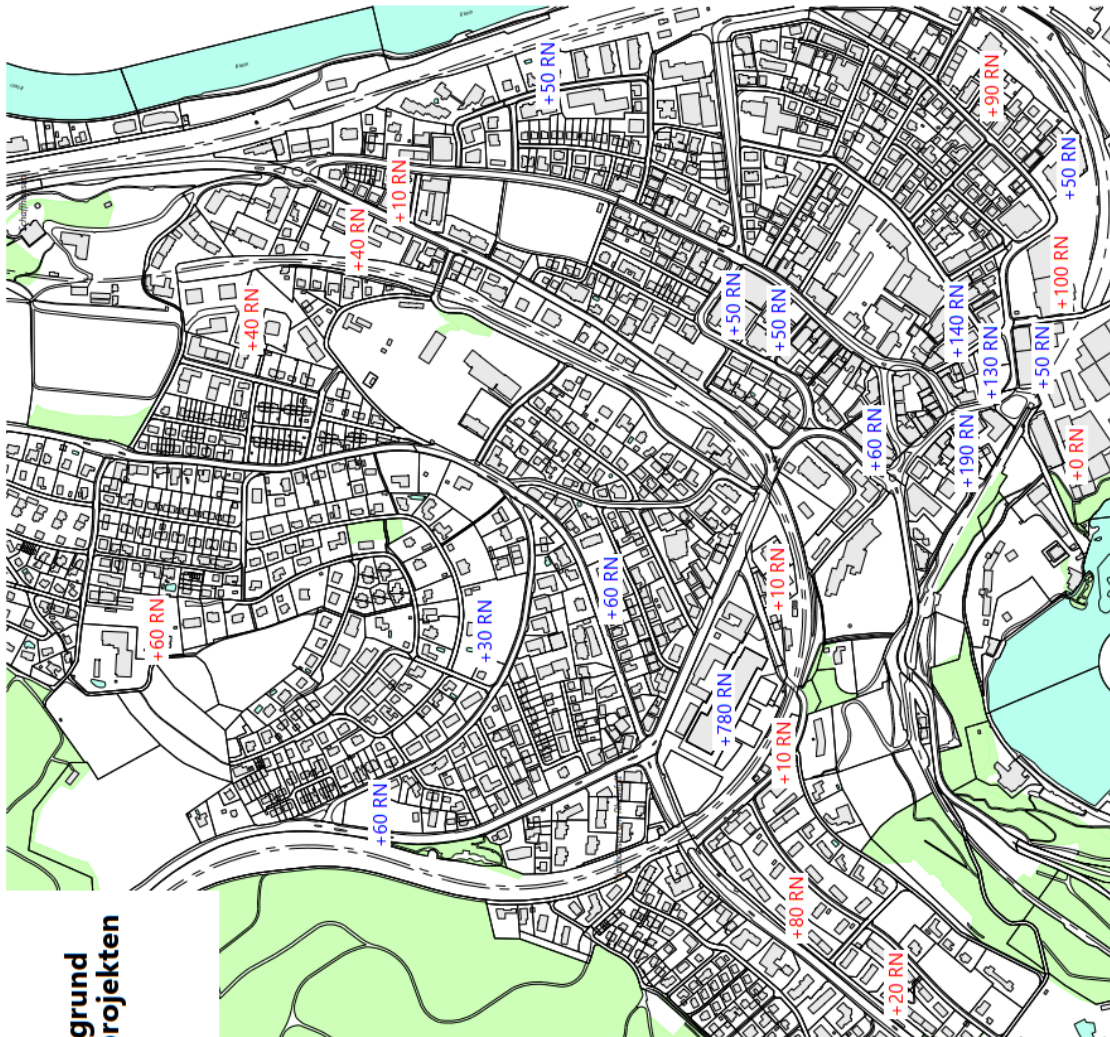 grund
rojekten
+60 RN
+60 RN
+40 RN
+40 RN
+10 RN
+50 RN
+30 RN
+60 RN
+780 RN
+10 RN
+10 RN
+80 RN
+20 RN
+50 RN
+50 RN
+60 RN
+190 RN
+140 RN
+130 RN
+50 RN
+0 RN
+100 RN
+50 RN
+90 RN
Rhein
Rhein